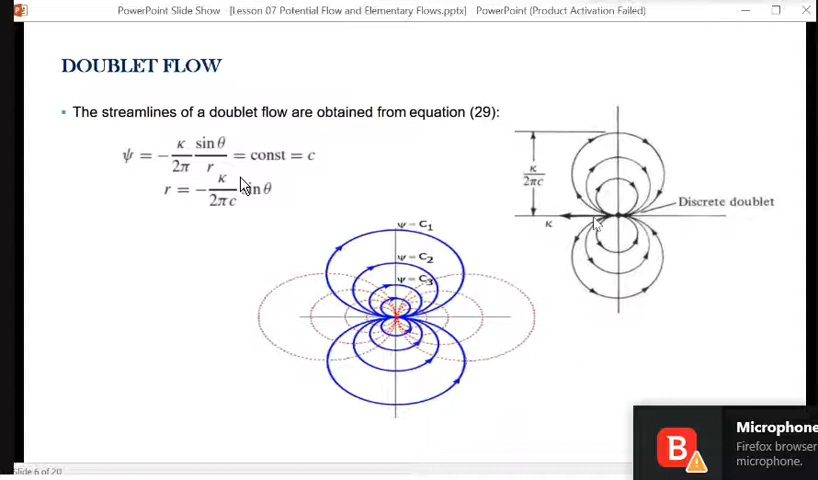 PowerPoint Slide Show - [Lesson 07 Potential Flow and Elementary Flows.pptx] - PowerPoint (Product Activation Failed)
DOUBLET FLOW
▪ The streamlines of a doublet flow are obtained from equation (29):
ψ = − κ/2π sinθ/r = const = c
r = − κ/2πc sinθ
κ/2πc
Discrete doublet
κ
ψ = C₁
ψ = C₂
ψ = C₃
B
Microphone
Firefox browser
microphone.
Slide 6 of 20